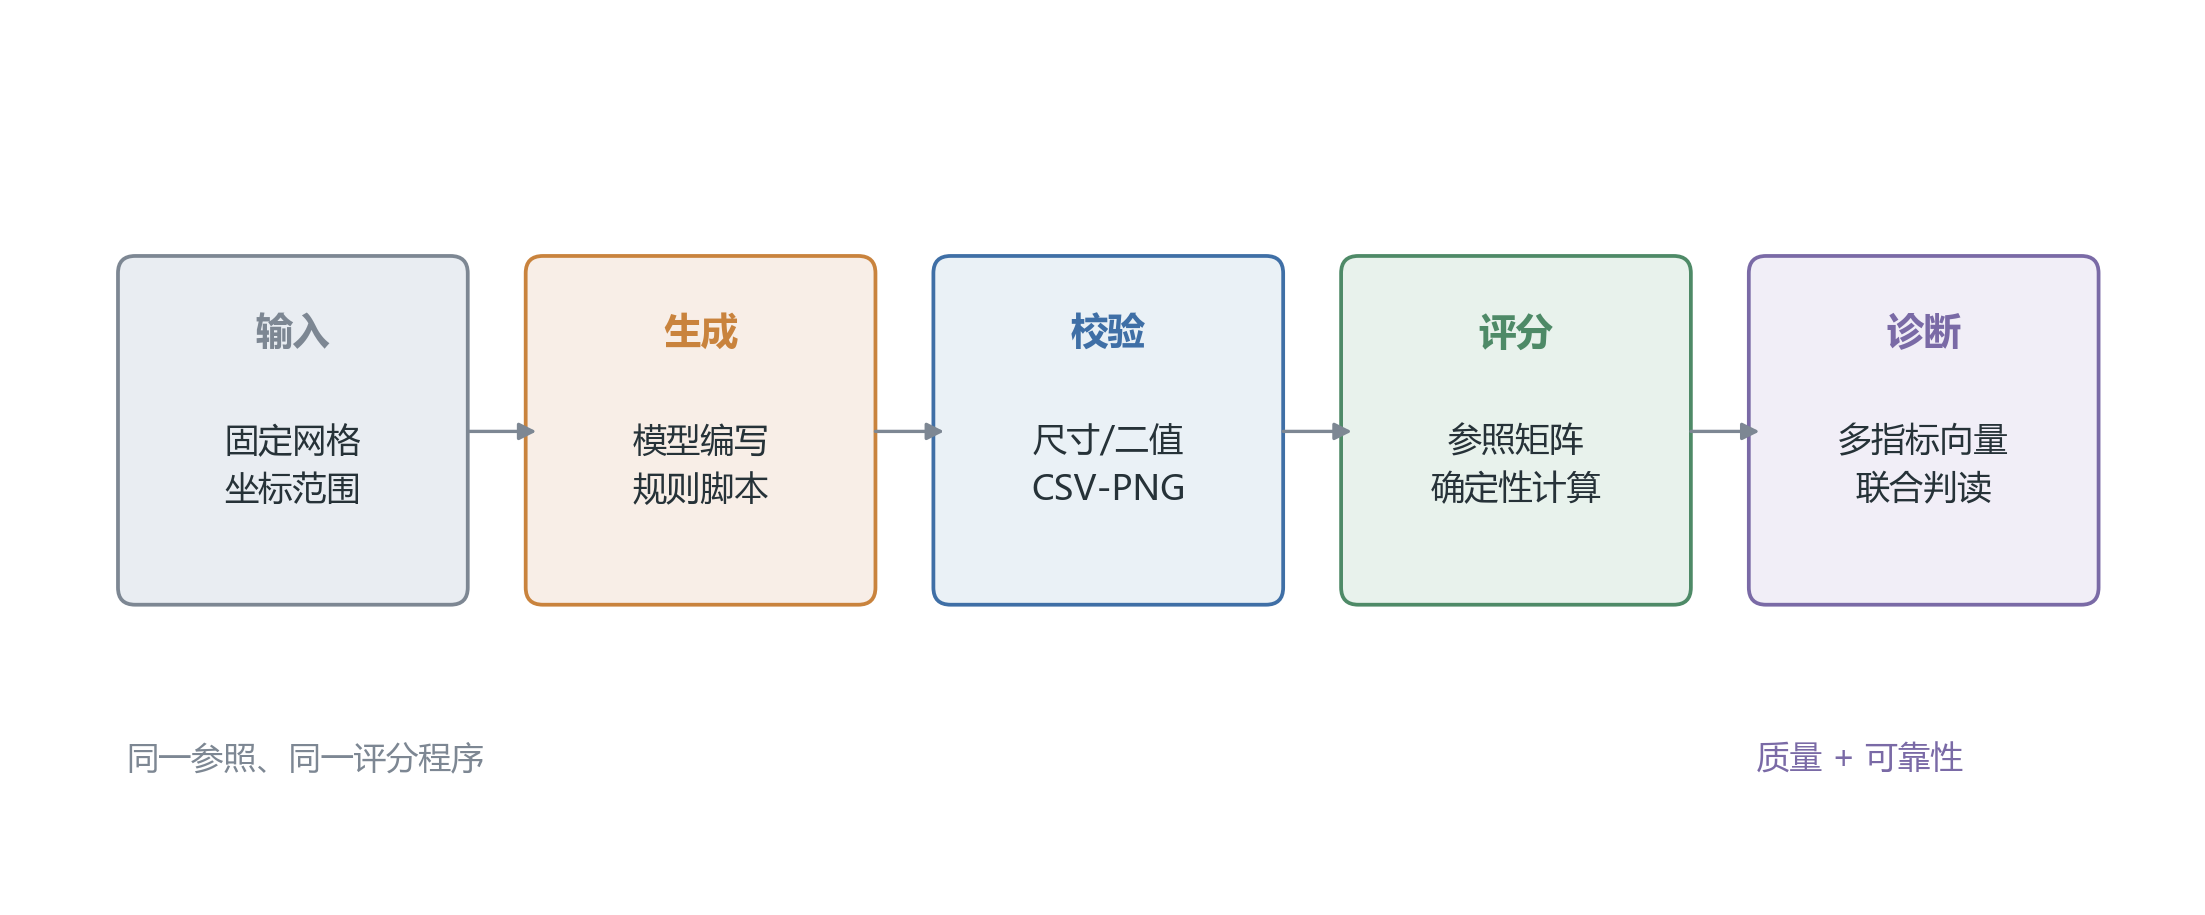 输入
固定网格
坐标范围
生成
模型编写
规则脚本
校验
尺寸/二值
CSV-PNG
评分
参照矩阵
确定性计算
诊断
多指标向量
联合判读
同一参照、同一评分程序
质量 + 可靠性